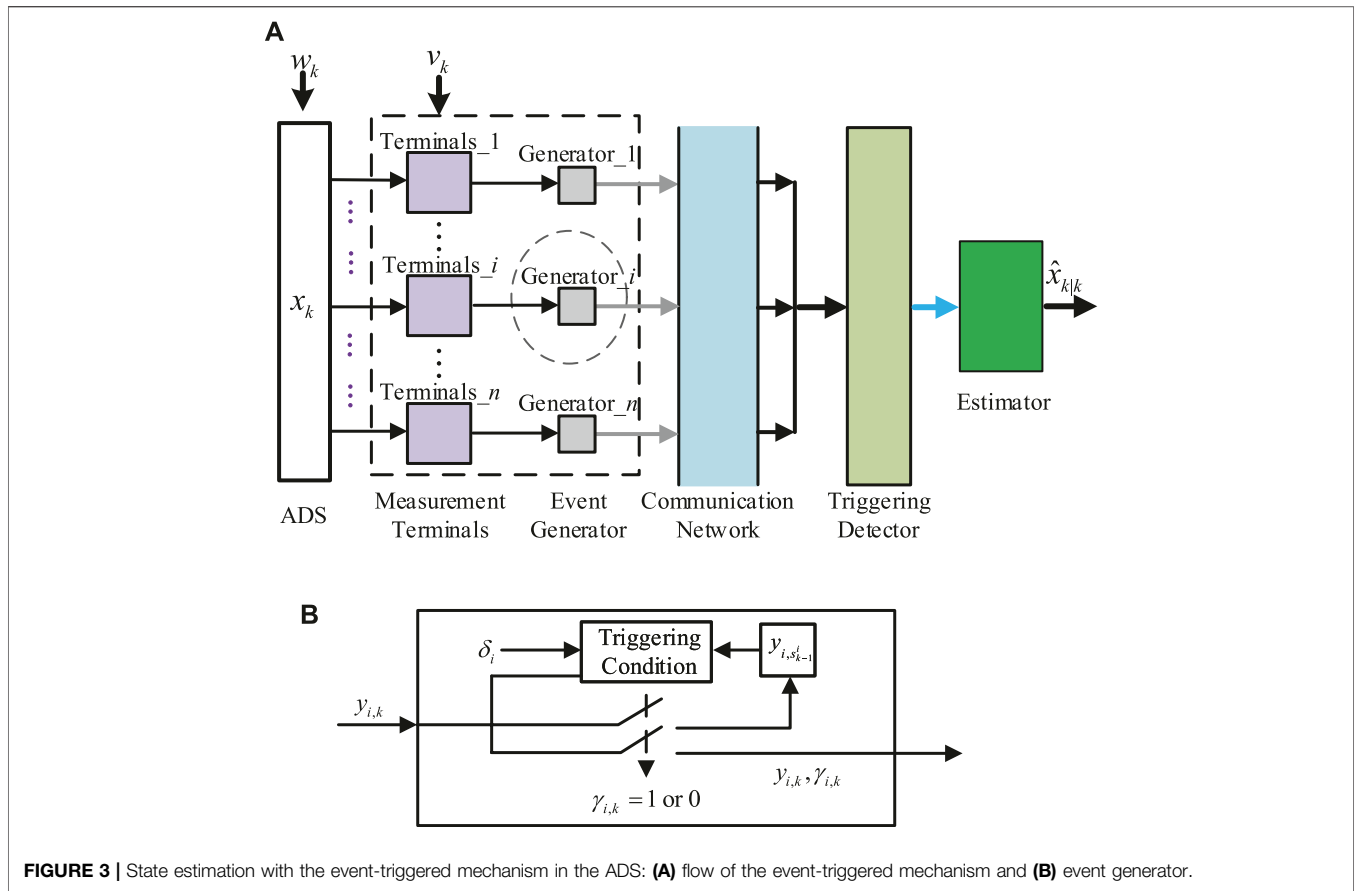 A
w_k
v_k
Terminals_1
Generator_1
Terminals_i
Generator_i
x_k
x̂_{k|k}
Terminals_n
Generator_n
Estimator
ADS
Measurement Terminals
Event Generator
Communication Network
Triggering Detector
B
δ_i
Triggering Condition
y_{i,s^i_{k-1}}
y_{i,k}
y_{i,k}, γ_{i,k}
γ_{i,k} = 1 or 0
FIGURE 3 | State estimation with the event-triggered mechanism in the ADS: (A) flow of the event-triggered mechanism and (B) event generator.